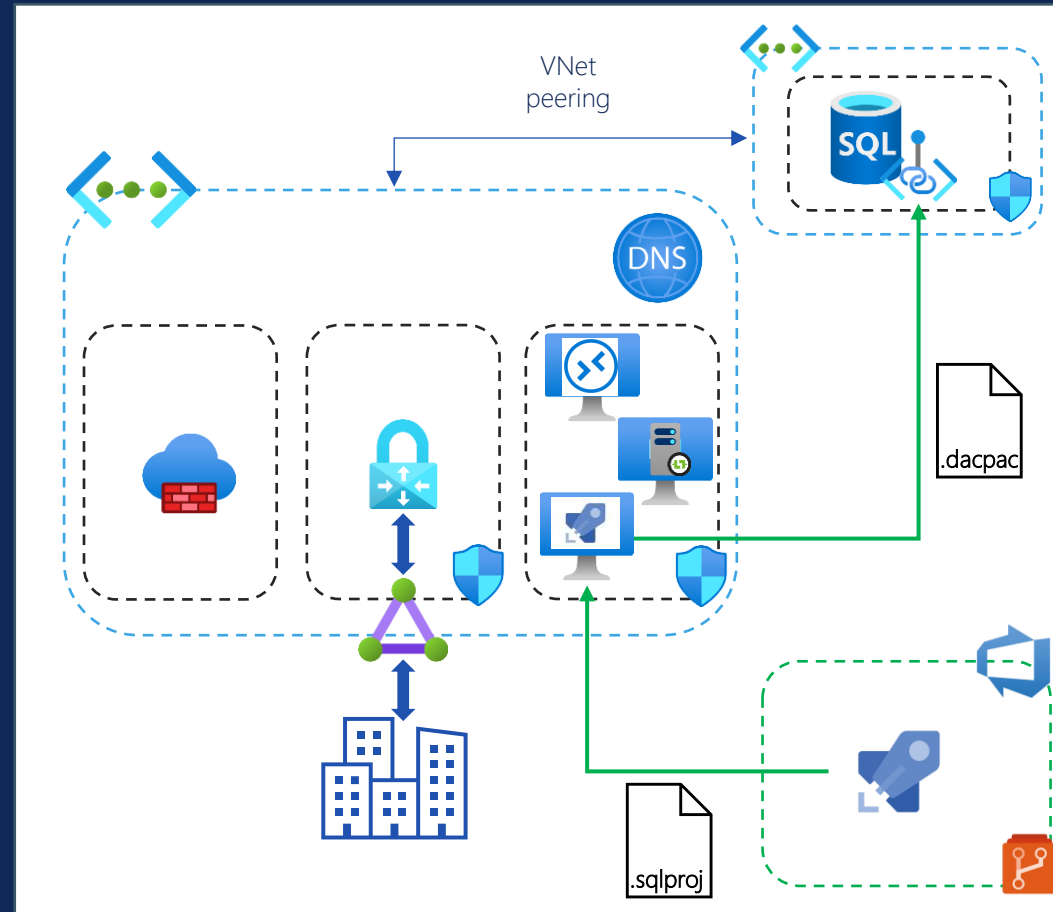 VNet
peering
SQL
DNS
.dacpac
.sqlproj